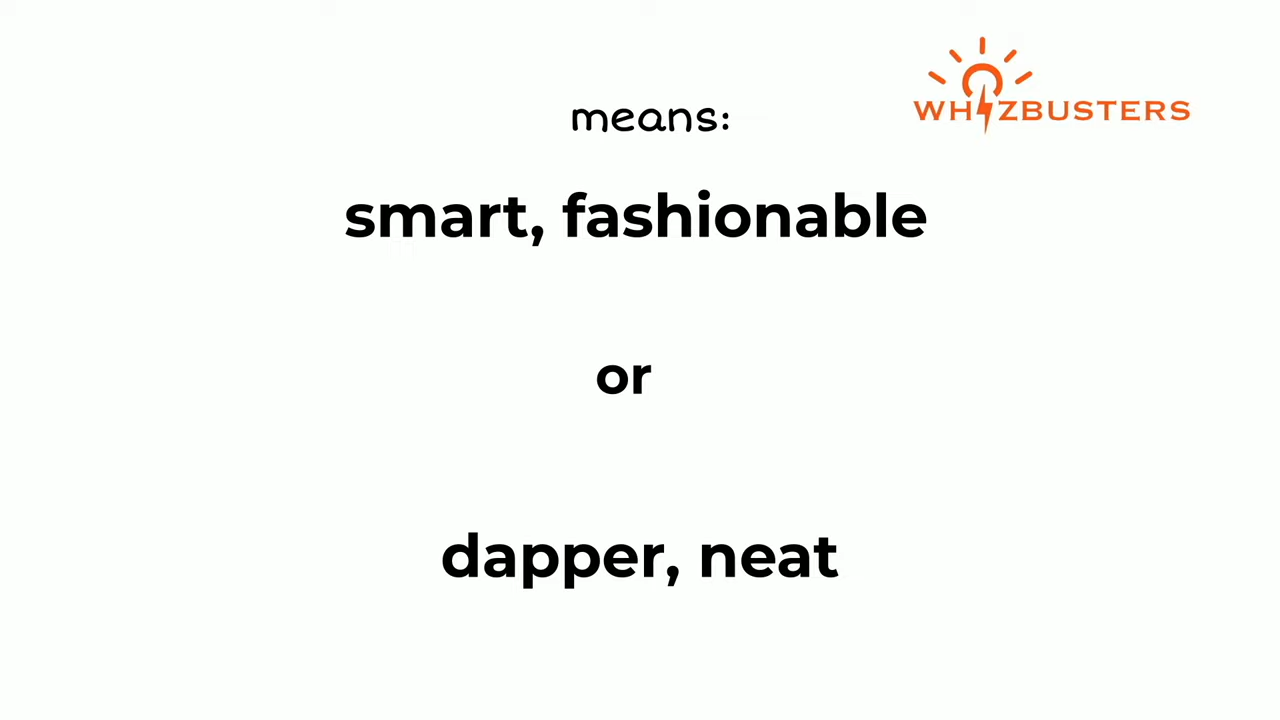 means:
WHIZBUSTERS
smart, fashionable
or
dapper, neat